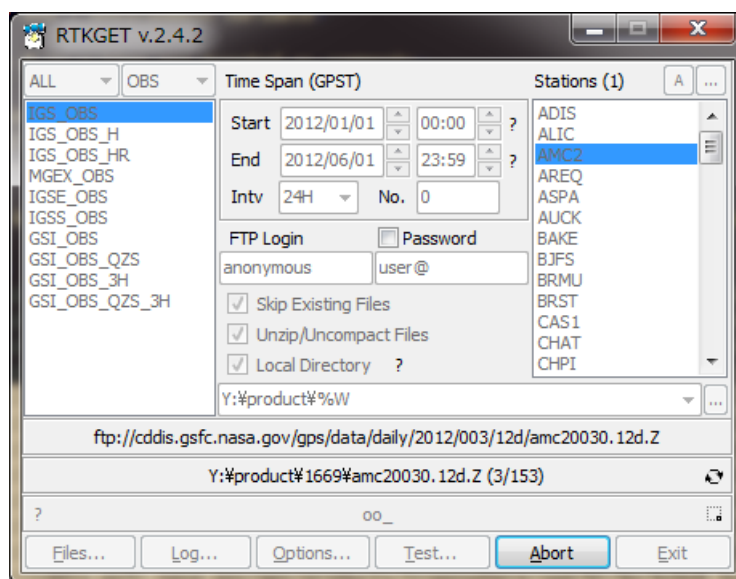 RTKGET v.2.4.2
ALL OBS Time Span (GPST) Stations (1) A ...
IGS_OBS
IGS_OBS_H
IGS_OBS_HR
MGEX_OBS
IGSE_OBS
IGSS_OBS
GSI_OBS
GSI_OBS_QZS
GSI_OBS_3H
GSI_OBS_QZS_3H
Start 2012/01/01 00:00 ?
End 2012/06/01 23:59 ?
Intv 24H No. 0
FTP Login Password
anonymous user@
Skip Existing Files
Unzip/Uncompact Files
Local Directory ?
Y:¥product¥%W ...
ADIS
ALIC
AMC2
AREQ
ASPA
AUCK
BAKE
BJFS
BRMU
BRST
CAS1
CHAT
CHPI
ftp://cddis.gsfc.nasa.gov/gps/data/daily/2012/003/12d/amc20030.12d.Z
Y:¥product¥1669¥amc20030.12d.Z (3/153)
? oo_
Files... Log... Options... Test... Abort Exit